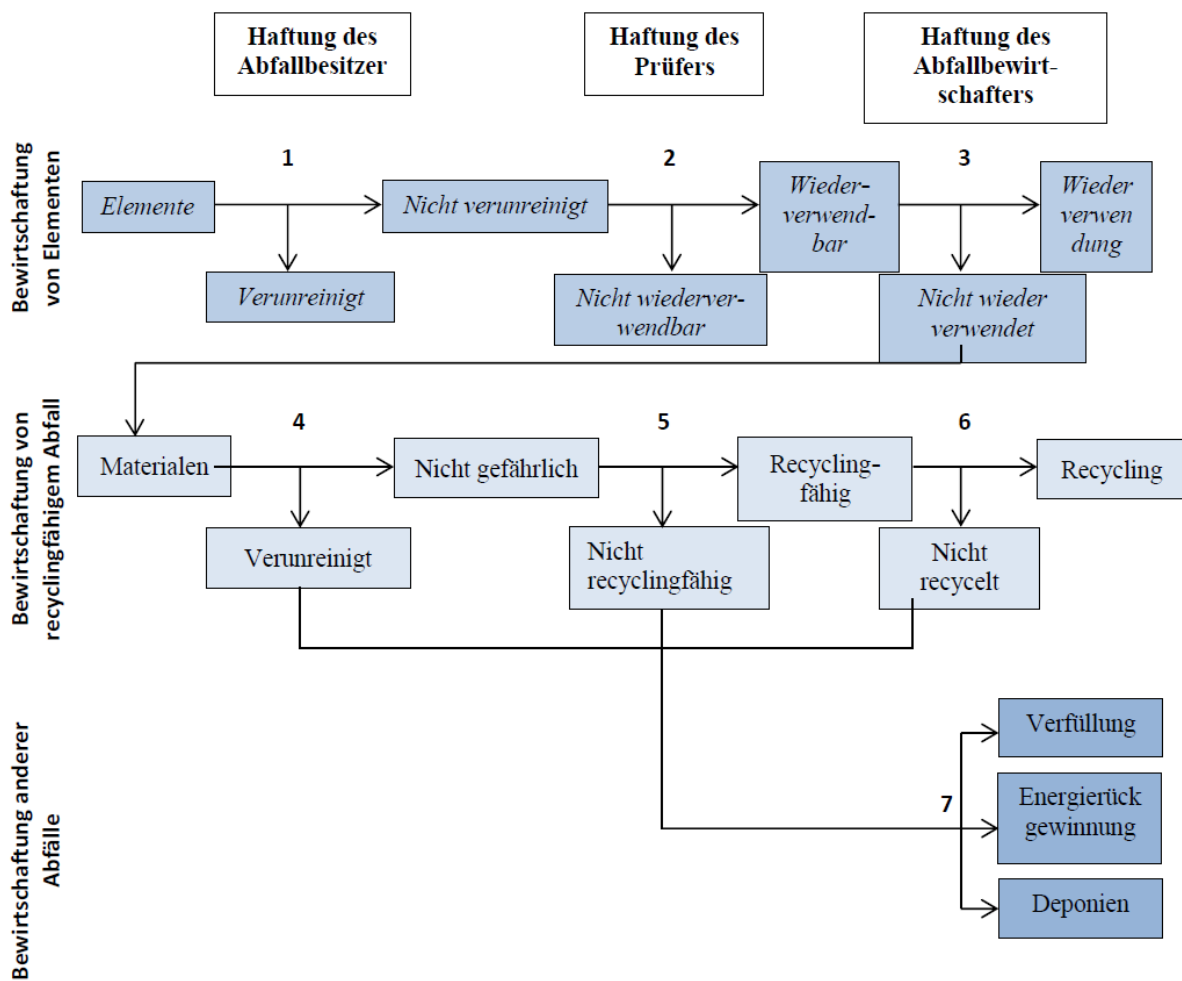 Haftung des
Abfallbesitzer
Haftung des
Prüfers
Haftung des
Abfallbewirt-
schafters
Bewirtschaftung
von Elementen
1
2
3
Elemente
Nicht verunreinigt
Wieder-
verwend-
bar
Wieder
verwen
dung
Verunreinigt
Nicht wiederver-
wendbar
Nicht wieder
verwendet
Bewirtschaftung von
recyclingfähigem Abfall
4
5
6
Materialen
Nicht gefährlich
Recycling-
fähig
Recycling
Verunreinigt
Nicht
recyclingfähig
Nicht
recycelt
Bewirtschaftung anderer
Abfälle
7
Verfüllung
Energierück
gewinnung
Deponien